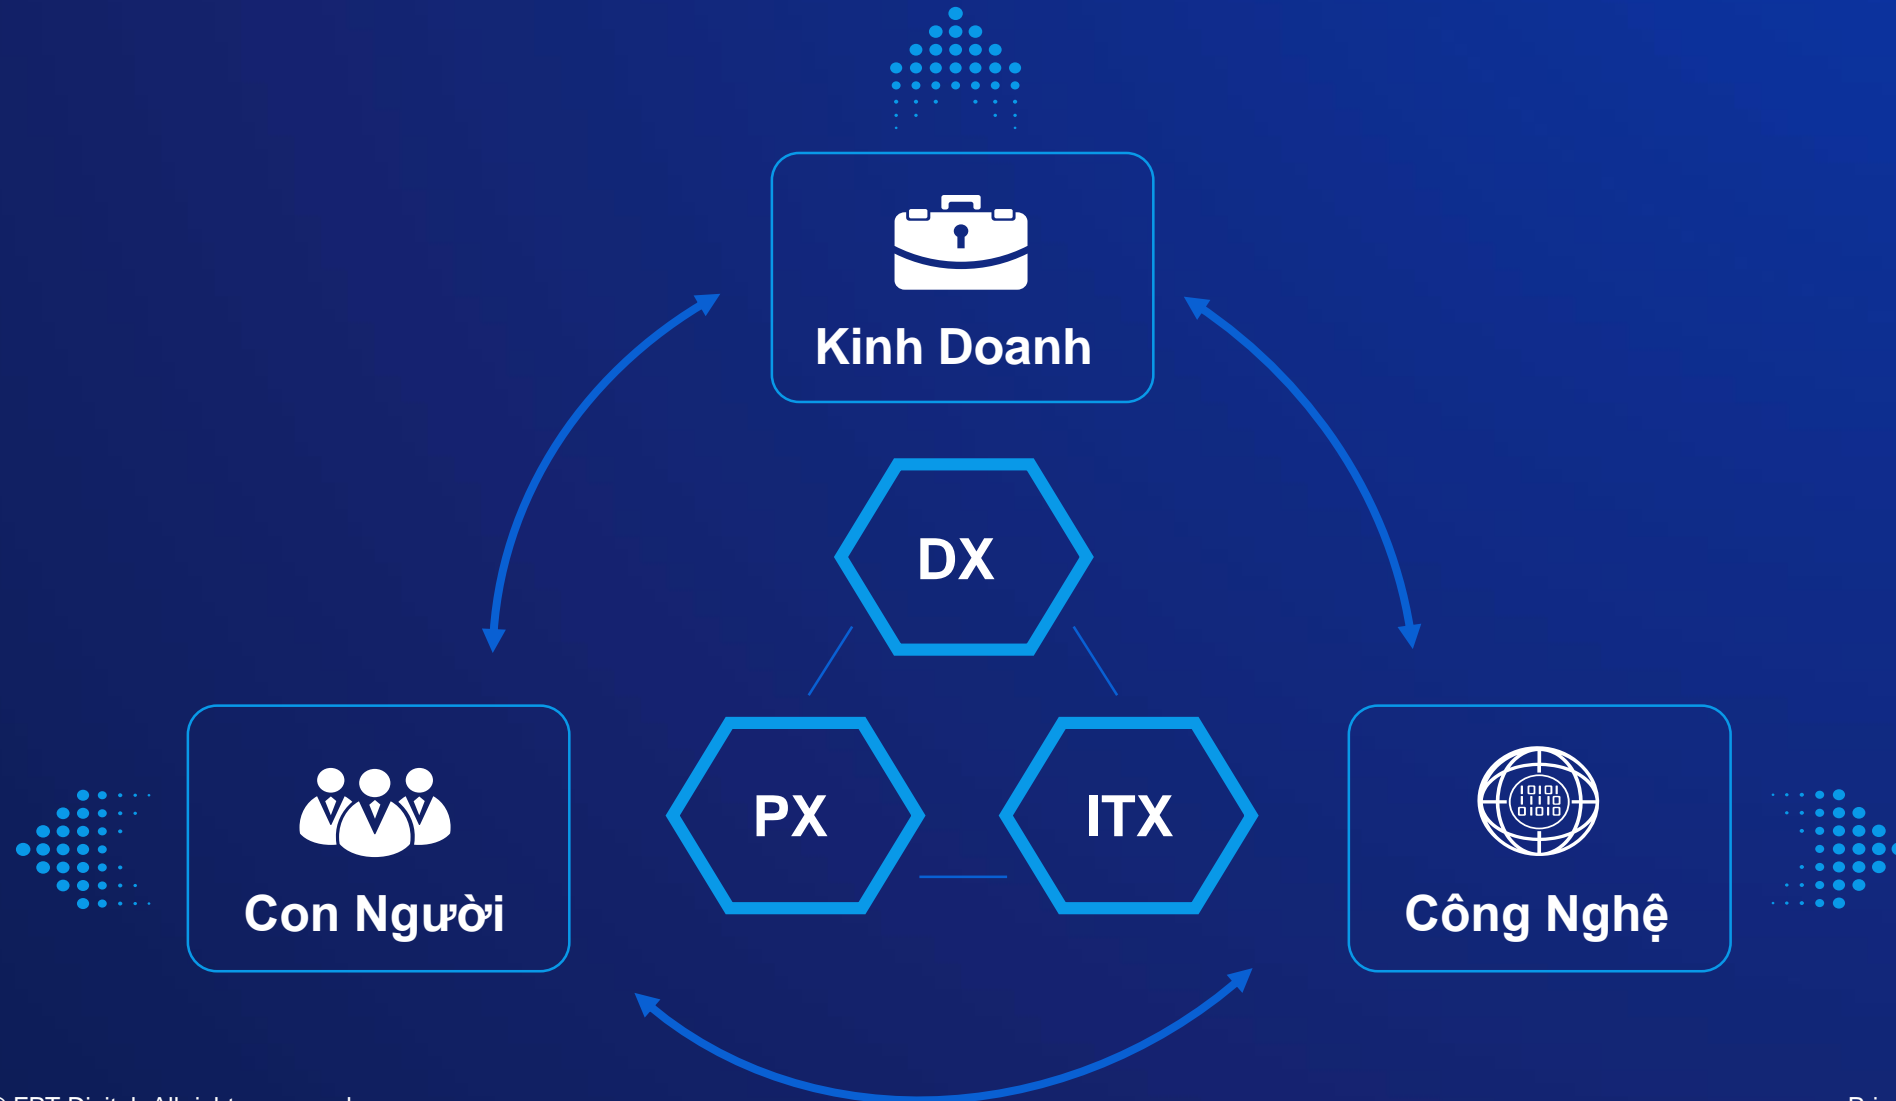 Kinh Doanh
DX
PX
ITX
Con Người
Công Nghệ